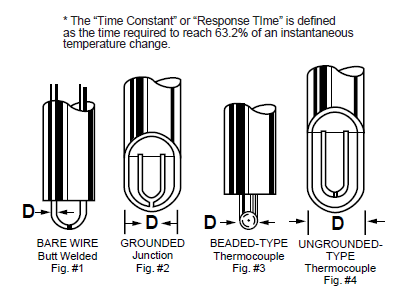 * The “Time Constant” or “Response TIme” is defined
as the time required to reach 63.2% of an instantaneous
temperature change.
D
D
D
D
BARE WIRE
Butt Welded
Fig. #1
GROUNDED
Junction
Fig. #2
BEADED-TYPE
Thermocouple
Fig. #3
UNGROUNDED-
TYPE
Thermocouple
Fig. #4